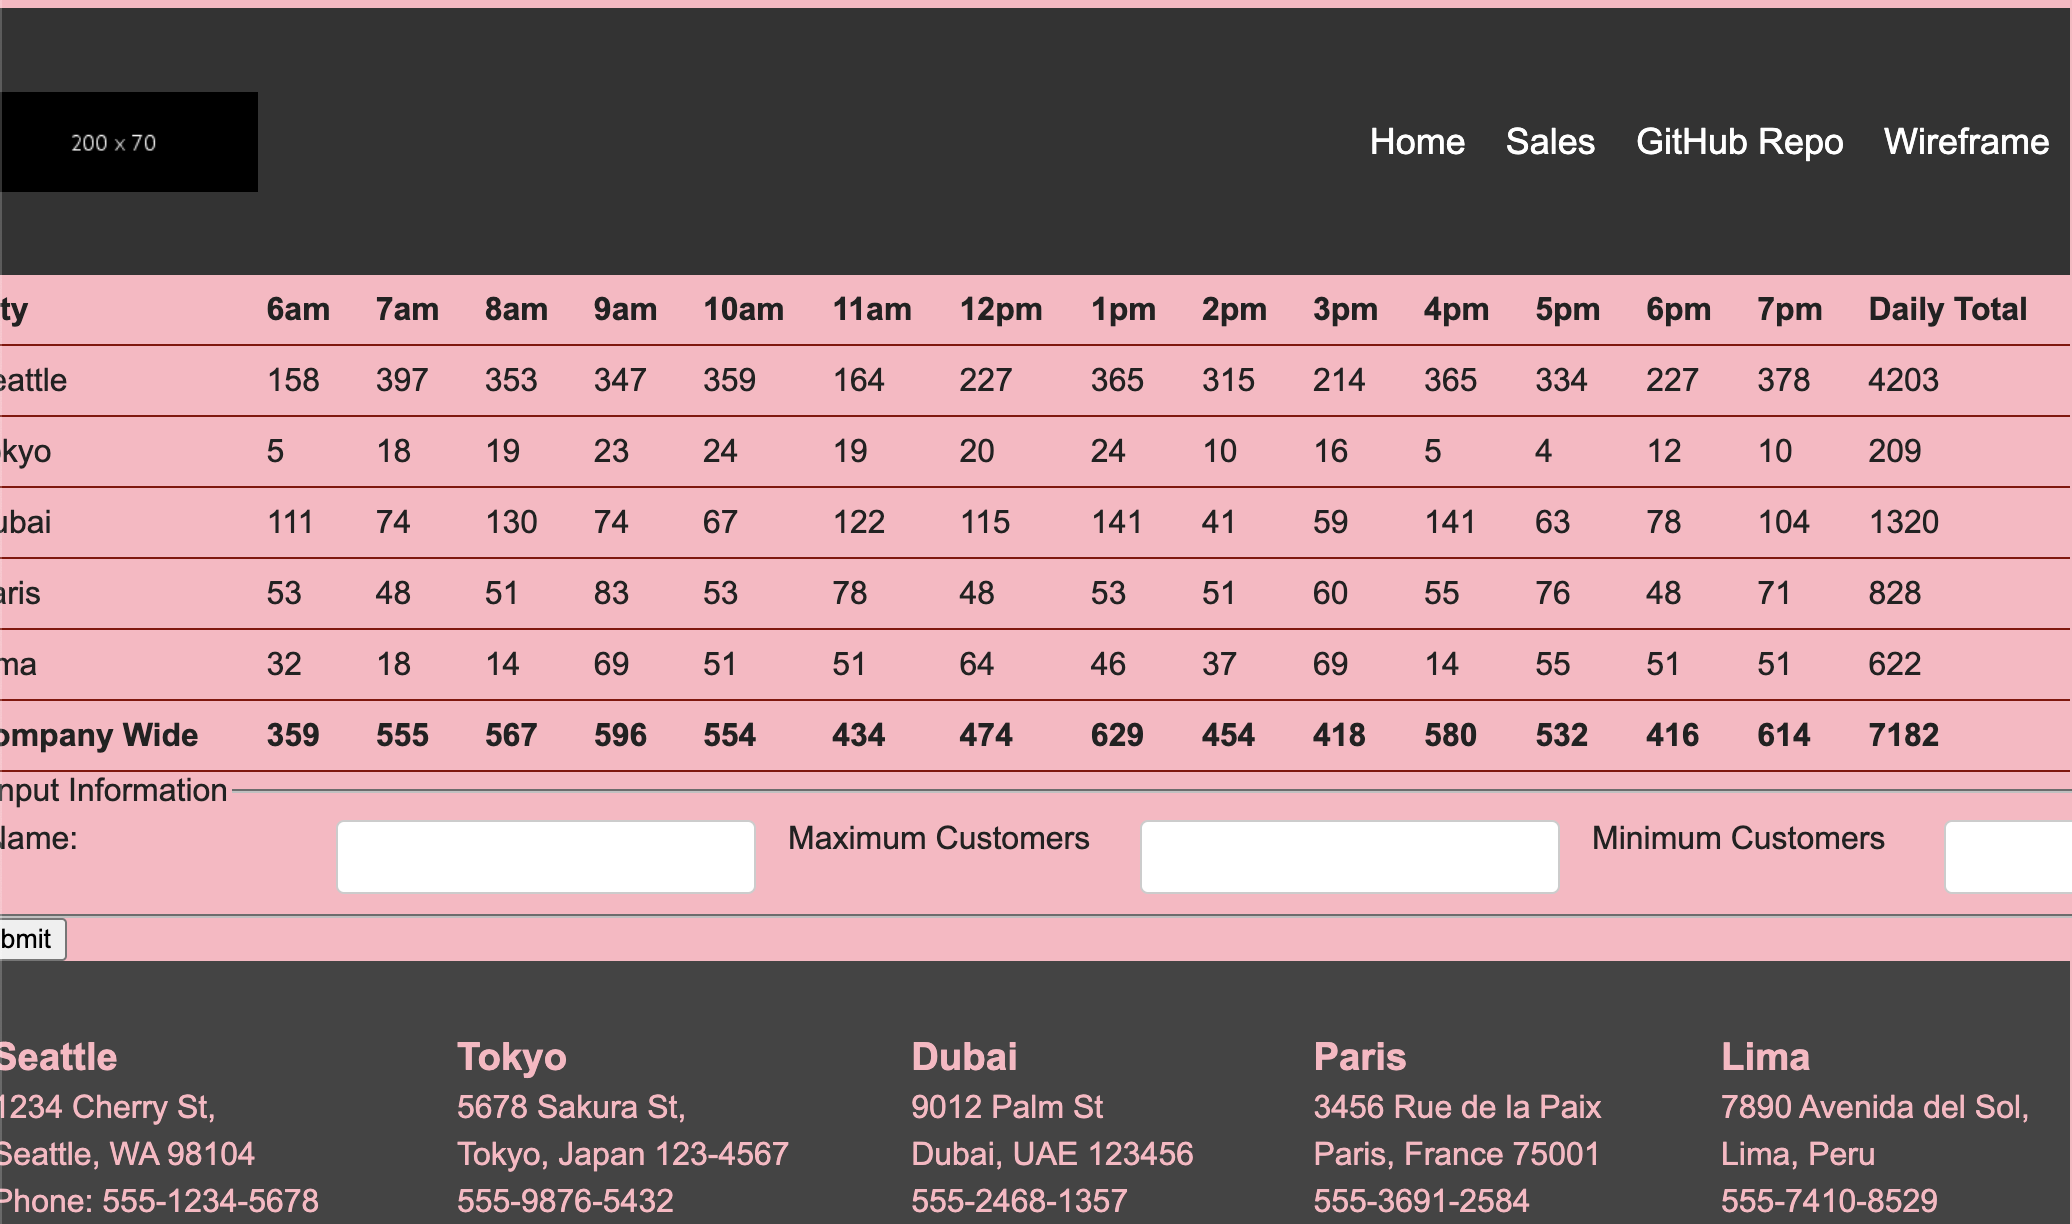 200 x 70
Home Sales GitHub Repo Wireframe
ty 6am 7am 8am 9am 10am 11am 12pm 1pm 2pm 3pm 4pm 5pm 6pm 7pm Daily Total
eattle 158 397 353 347 359 164 227 365 315 214 365 334 227 378 4203
kyo 5 18 19 23 24 19 20 24 10 16 5 4 12 10 209
ubai 111 74 130 74 67 122 115 141 41 59 141 63 78 104 1320
aris 53 48 51 83 53 78 48 53 51 60 55 76 48 71 828
ma 32 18 14 69 51 51 64 46 37 69 14 55 51 51 622
ompany Wide 359 555 567 596 554 434 474 629 454 418 580 532 416 614 7182
nput Information
Name: Maximum Customers Minimum Customers
bmit
Seattle
1234 Cherry St,
Seattle, WA 98104
Phone: 555-1234-5678
Tokyo
5678 Sakura St,
Tokyo, Japan 123-4567
555-9876-5432
Dubai
9012 Palm St
Dubai, UAE 123456
555-2468-1357
Paris
3456 Rue de la Paix
Paris, France 75001
555-3691-2584
Lima
7890 Avenida del Sol,
Lima, Peru
555-7410-8529